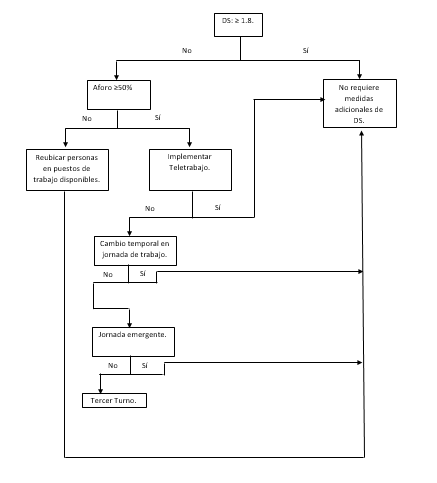 DS: ≥ 1.8.
No
Sí
Aforo ≥50%
No requiere
medidas
adicionales de
DS.
No
Sí
Reubicar personas
en puestos de
trabajo disponibles.
Implementar
Teletrabajo.
No
Sí
Cambio temporal en
jornada de trabajo.
No
Sí
Jornada emergente.
No
Sí
Tercer Turno.